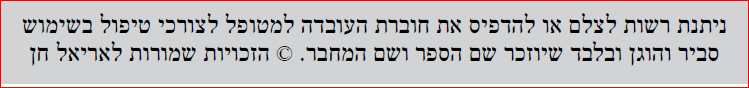 ניתנת רשות לצלם או להדפיס את חוברת העובדה למטופל לצורכי טיפול בשימוש
סביר והוגן ובלבד שיוזכר שם הספר ושם המחבר. © הזכויות שמורות לאריאל חן